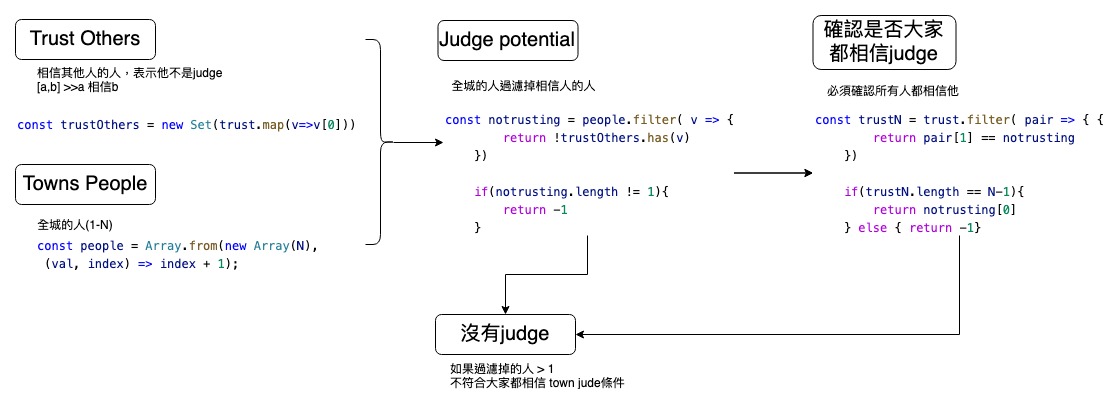 Trust Others
相信其他人的人，表示他不是judge
[a,b] >>a 相信b
const trustOthers = new Set(trust.map(v=>v[0]))
Towns People
全城的人(1-N)
const people = Array.from(new Array(N),
(val, index) => index + 1);
Judge potential
全城的人過濾掉相信人的人
const notrusting = people.filter( v => {
return !trustOthers.has(v)
})
if(notrusting.length != 1){
return -1
}
確認是否大家
都相信judge
必須確認所有人都相信他
const trustN = trust.filter( pair => { {
return pair[1] == notrusting
})
if(trustN.length == N-1){
return notrusting[0]
} else { return -1}
沒有judge
如果過濾掉的人 > 1
不符合大家都相信 town jude條件